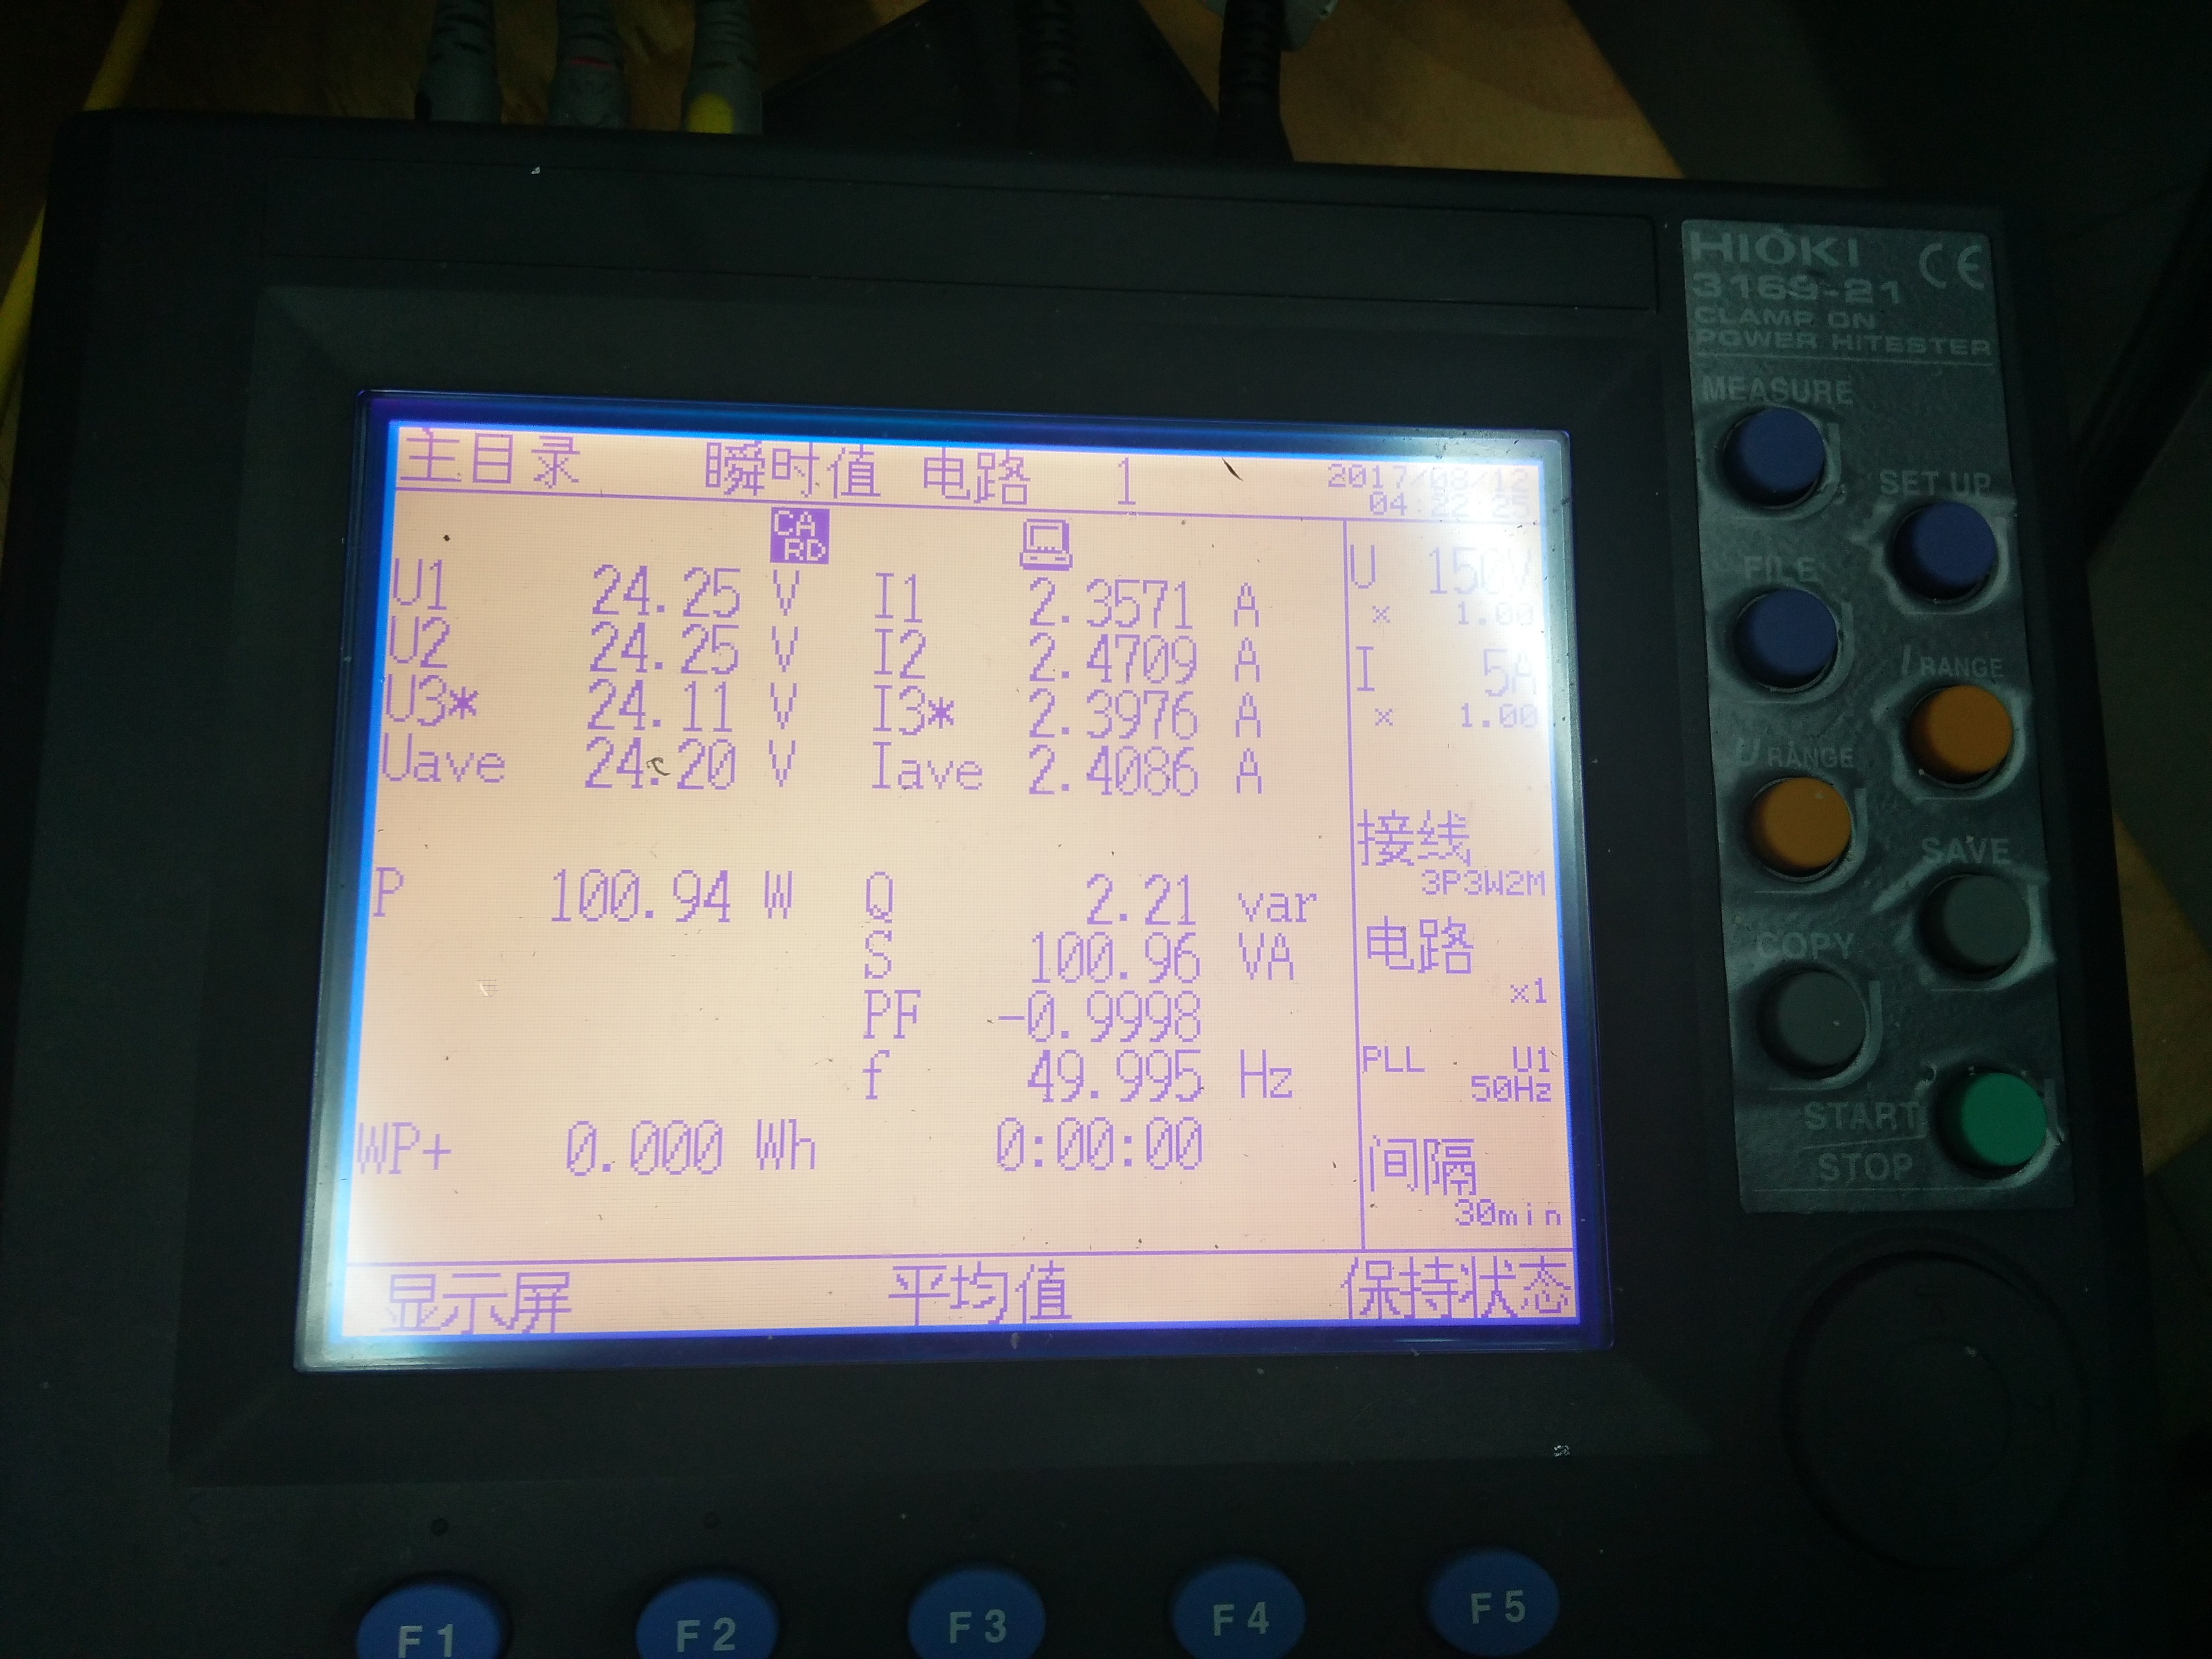 HIOKI
CE
3169-21
CLAMP ON
POWER HITESTER
MEASURE
SET UP
FILE
I RANGE
U RANGE
SAVE
COPY
START
STOP
主目录 瞬时值 电路 1 2017/08/12
04:22:25
CA
RD
U1 24.25 V I1 2.3571 A
U2 24.25 V I2 2.4709 A
U3* 24.11 V I3* 2.3976 A
Uave 24.20 V Iave 2.4086 A
P 100.94 W Q 2.21 var
S 100.96 VA
PF -0.9998
f 49.995 Hz
WP+ 0.000 Wh 0:00:00
U 150V
x 1.00
I 5A
x 1.00
接线
3P3W2M
电路
x1
PLL U1
50Hz
间隔
30min
显示屏 平均值 保持状态
F1 F2 F3 F4 F5